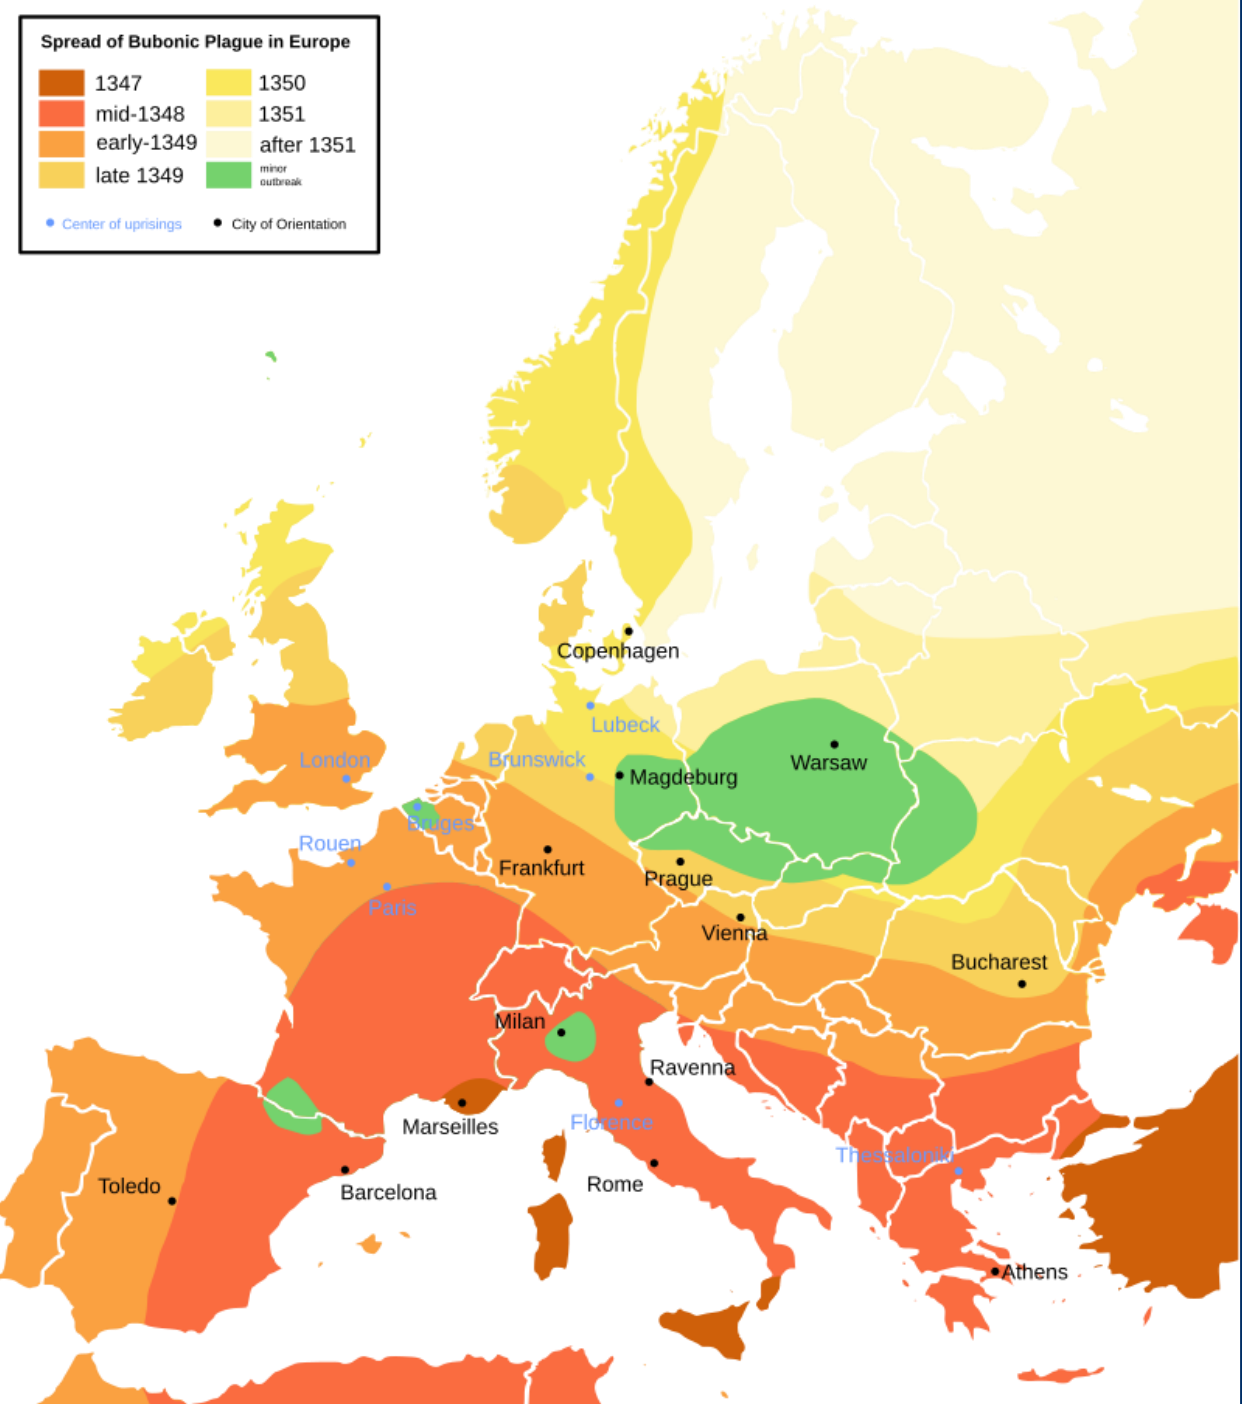 Spread of Bubonic Plague in Europe
1347
1350
mid-1348
1351
early-1349
after 1351
late 1349
minor
outbreak
Center of uprisings
City of Orientation
Copenhagen
Lubeck
London
Brunswick
Magdeburg
Warsaw
Bruges
Rouen
Frankfurt
Prague
Paris
Vienna
Bucharest
Milan
Ravenna
Marseilles
Florence
Thessaloniki
Toledo
Barcelona
Rome
Athens